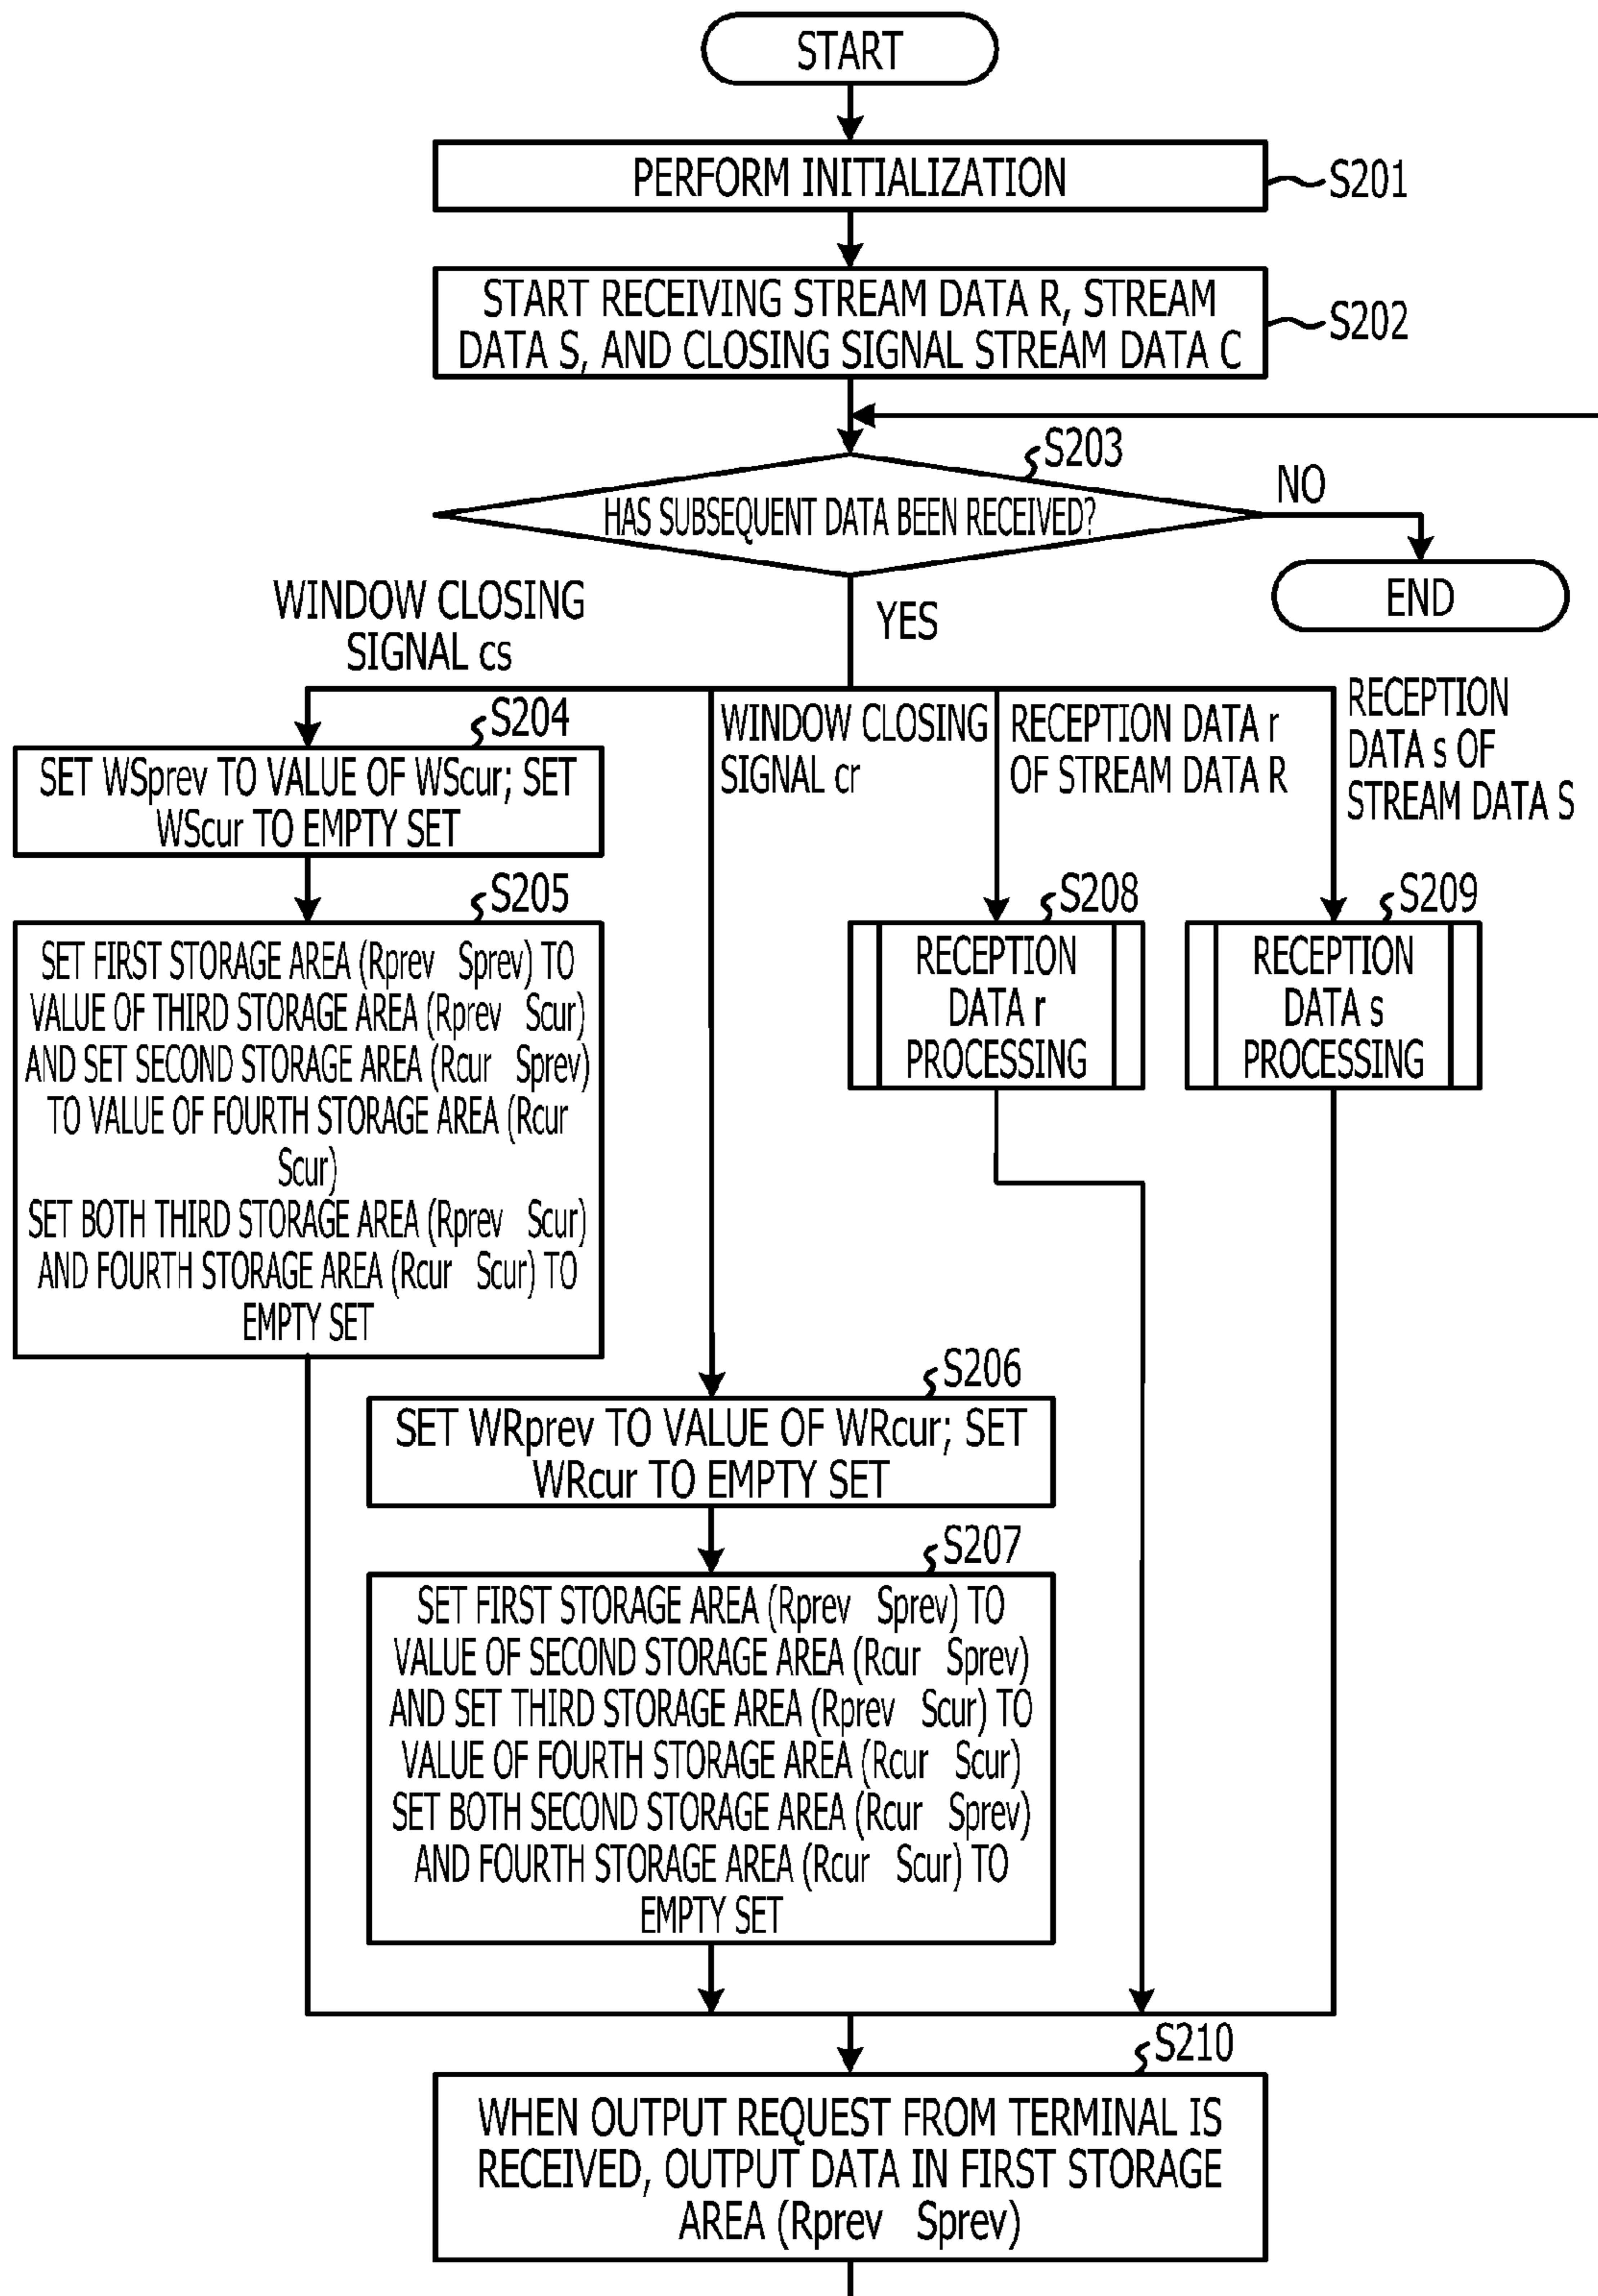 START
PERFORM INITIALIZATION
S201
START RECEIVING STREAM DATA R, STREAM
DATA S, AND CLOSING SIGNAL STREAM DATA C
S202
S203
HAS SUBSEQUENT DATA BEEN RECEIVED?
NO
END
YES
WINDOW CLOSING
SIGNAL cs
WINDOW CLOSING
SIGNAL cr
RECEPTION DATA r
OF STREAM DATA R
RECEPTION
DATA s OF
STREAM DATA S
S204
SET WSprev TO VALUE OF WScur; SET
WScur TO EMPTY SET
S205
SET FIRST STORAGE AREA (Rprev Sprev) TO
VALUE OF THIRD STORAGE AREA (Rprev Scur)
AND SET SECOND STORAGE AREA (Rcur Sprev)
TO VALUE OF FOURTH STORAGE AREA (Rcur
Scur)
SET BOTH THIRD STORAGE AREA (Rprev Scur)
AND FOURTH STORAGE AREA (Rcur Scur) TO
EMPTY SET
S208
RECEPTION
DATA r
PROCESSING
S209
RECEPTION
DATA s
PROCESSING
S206
SET WRprev TO VALUE OF WRcur; SET
WRcur TO EMPTY SET
S207
SET FIRST STORAGE AREA (Rprev Sprev) TO
VALUE OF SECOND STORAGE AREA (Rcur Sprev)
AND SET THIRD STORAGE AREA (Rprev Scur) TO
VALUE OF FOURTH STORAGE AREA (Rcur Scur)
SET BOTH SECOND STORAGE AREA (Rcur Sprev)
AND FOURTH STORAGE AREA (Rcur Scur) TO
EMPTY SET
S210
WHEN OUTPUT REQUEST FROM TERMINAL IS
RECEIVED, OUTPUT DATA IN FIRST STORAGE
AREA (Rprev Sprev)